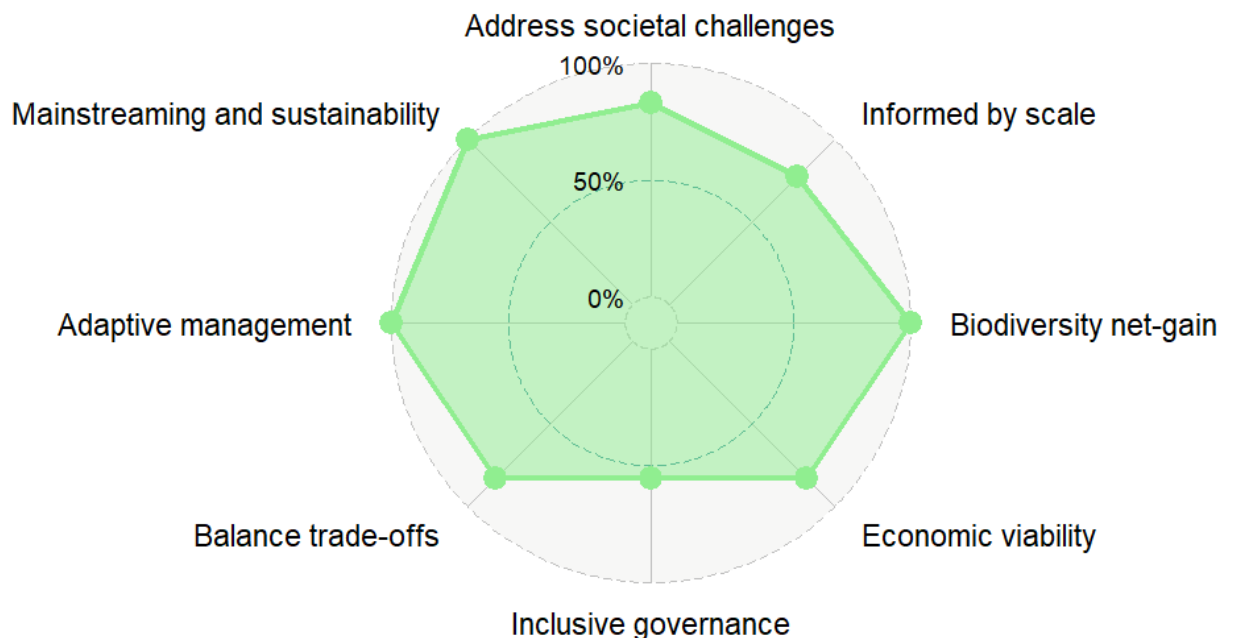 Address societal challenges
100%
Mainstreaming and sustainability
Informed by scale
50%
0%
Adaptive management
Biodiversity net-gain
Balance trade-offs
Economic viability
Inclusive governance